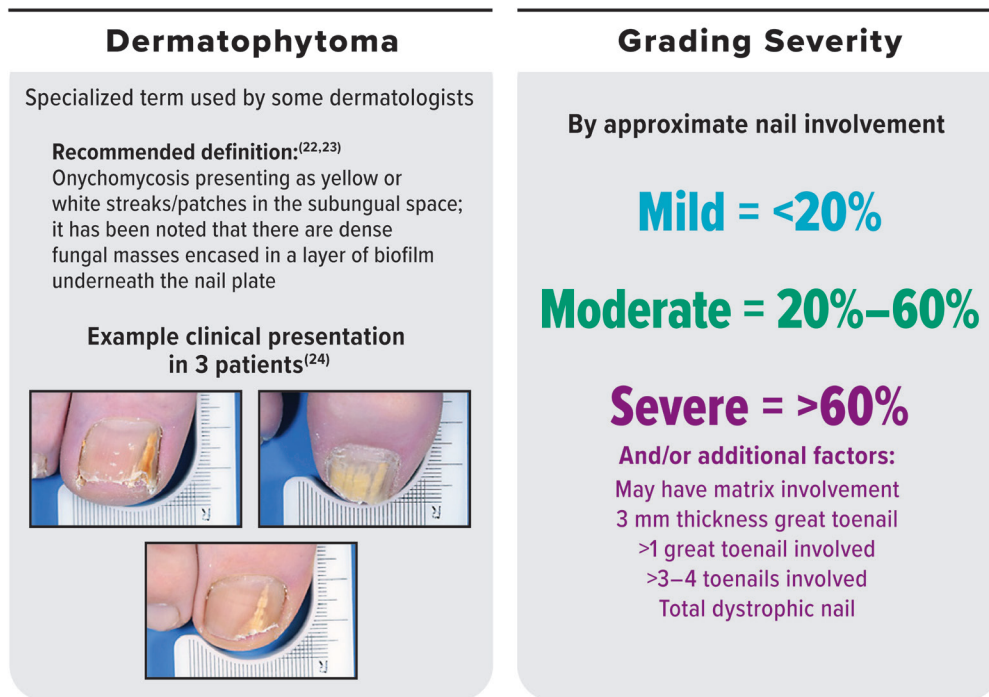 Dermatophytoma
Specialized term used by some dermatologists
Recommended definition:(22,23)
Onychomycosis presenting as yellow or
white streaks/patches in the subungual space;
it has been noted that there are dense
fungal masses encased in a layer of biofilm
underneath the nail plate
Example clinical presentation
in 3 patients(24)
R
R
R
Grading Severity
By approximate nail involvement
Mild = <20%
Moderate = 20%–60%
Severe = >60%
And/or additional factors:
May have matrix involvement
3 mm thickness great toenail
>1 great toenail involved
>3–4 toenails involved
Total dystrophic nail